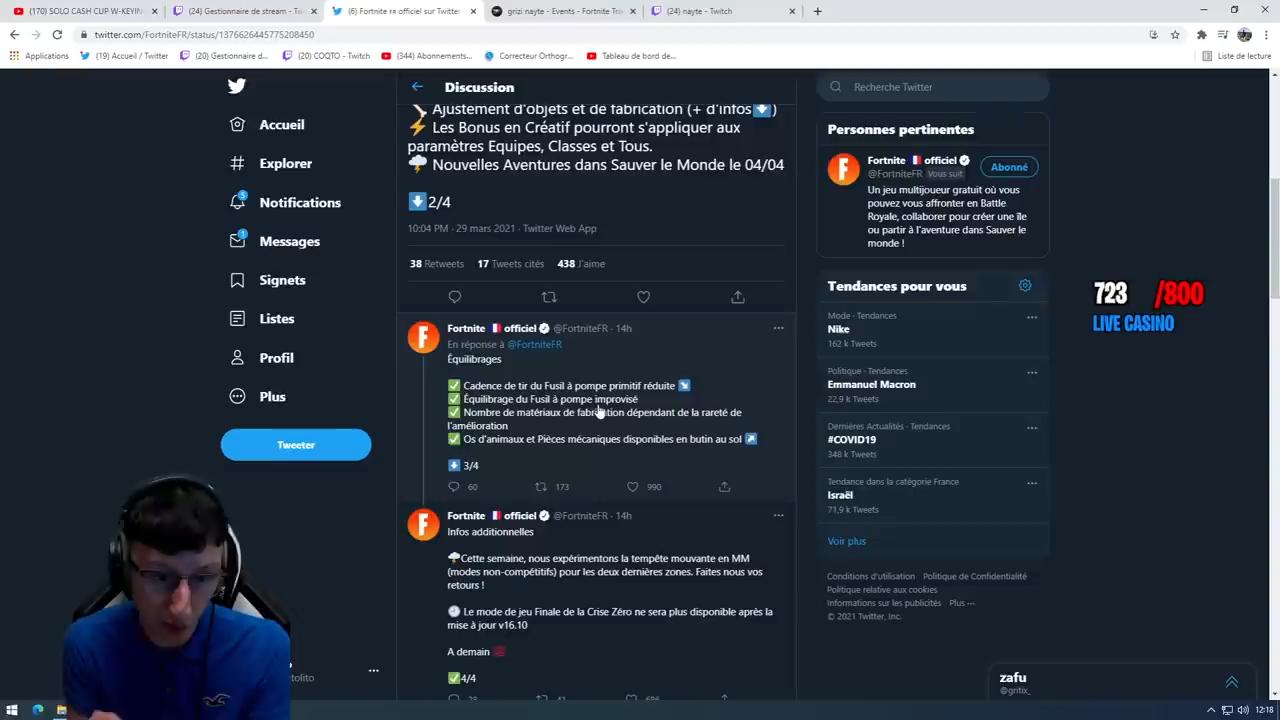 (170) SOLO CASH CUP W-KEYIN
(24) Gestionnaire de stream - Tw
(6) Fortnite FR officiel sur Twitter
grizi nayte - Events - Fortnite Tra
(24) nayte - Twitch
twitter.com/FortniteFR/status/1376626445775208450
Applications
(19) Accueil / Twitter
(20) Gestionnaire d...
(20) COQTO - Twitch
(344) Abonnements...
Correcteur Orthogr...
Tableau de bord de...
Liste de lecture
Accueil
Explorer
5
Notifications
1
Messages
Signets
Listes
Profil
Plus
Tweeter
Discussion
Ajustement d'objets et de fabrication (+ d'infos⬇️)
⚡ Les Bonus en Créatif pourront s'appliquer aux
paramètres Equipes, Classes et Tous.
🌩️ Nouvelles Aventures dans Sauver le Monde le 04/04
⬇️2/4
10:04 PM · 29 mars 2021 · Twitter Web App
38 Retweets 17 Tweets cités 438 J'aime
Fortnite 🇫🇷 officiel @FortniteFR · 14h
En réponse à @FortniteFR
Équilibrages
✅ Cadence de tir du Fusil à pompe primitif réduite ↘️
✅ Équilibrage du Fusil à pompe improvisé
✅ Nombre de matériaux de fabrication dépendant de la rareté de
l'amélioration
✅ Os d'animaux et Pièces mécaniques disponibles en butin au sol ↗️
⬇️ 3/4
60 173 990
Fortnite 🇫🇷 officiel @FortniteFR · 14h
Infos additionnelles
🌩️Cette semaine, nous expérimentons la tempête mouvante en MM
(modes non-compétitifs) pour les deux dernières zones. Faites nous vos
retours !
🕘 Le mode de jeu Finale de la Crise Zéro ne sera plus disponible après la
mise à jour v16.10
A demain
✅4/4
Recherche Twitter
Personnes pertinentes
Fortnite 🇫🇷 officiel
@FortniteFR Vous suit
Abonné
Un jeu multijoueur gratuit où vous
pouvez vous affronter en Battle
Royale, collaborer pour créer une île
ou partir à l'aventure dans Sauver le
monde !
Tendances pour vous
Mode · Tendances
Nike
162 k Tweets
Politique · Tendances
Emmanuel Macron
22,9 k Tweets
Dernières Actualités · Tendances
#COVID19
348 k Tweets
Tendance dans la catégorie France
Israël
71,9 k Tweets
Voir plus
Conditions d'utilisation Politique de Confidentialité
Politique relative aux cookies
Informations sur les publicités Plus ···
© 2021 Twitter, Inc.
723 /800
LIVE CASINO
zafu
@gritix_
12:18